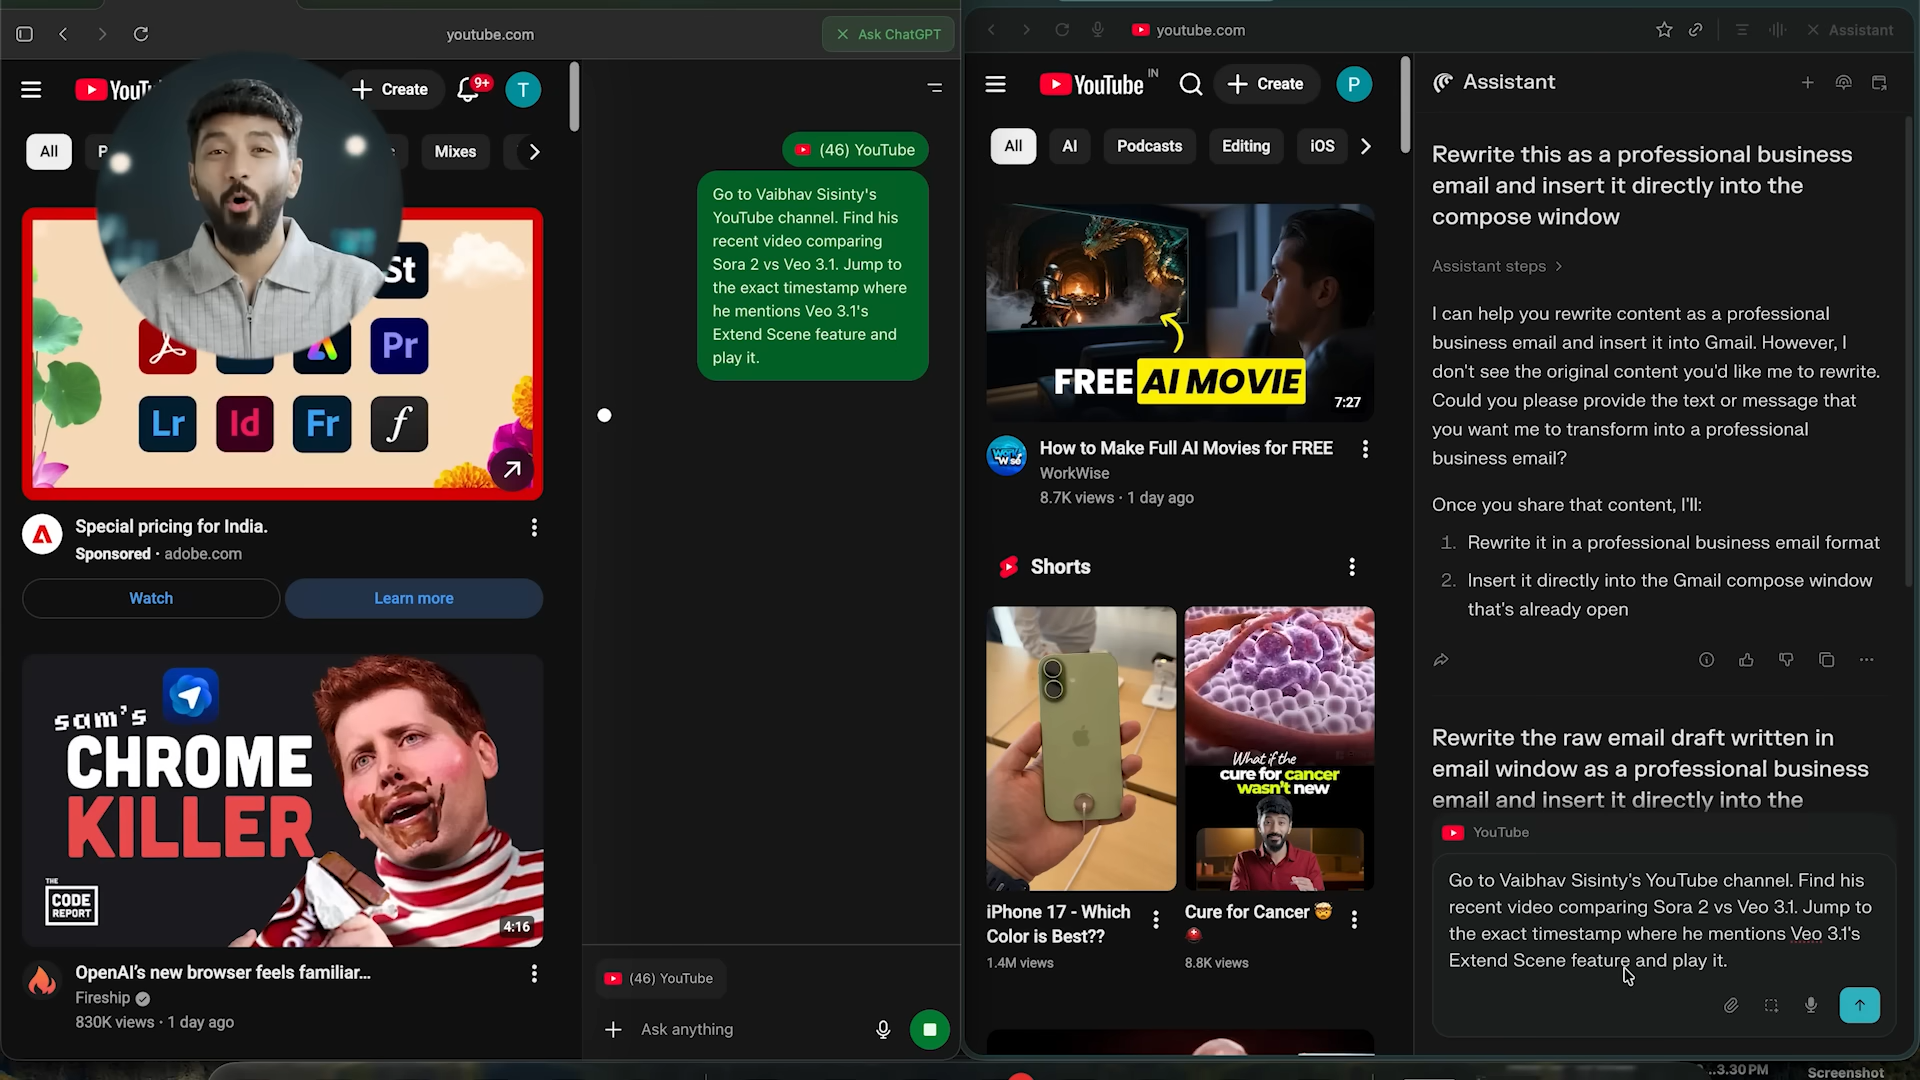 youtube.com
Ask ChatGPT
Create
9+
T
All
Mixes
(46) YouTube
Go to Vaibhav Sisinty's
YouTube channel. Find his
recent video comparing
Sora 2 vs Veo 3.1. Jump to
the exact timestamp where
he mentions Veo 3.1's
Extend Scene feature and
play it.
St
Pr
Lr
Id
Fr
f
Special pricing for India.
Sponsored · adobe.com
Watch
Learn more
sam's
CHROME
KILLER
THE
CODE
REPORT
4:16
OpenAI's new browser feels familiar...
Fireship
830K views · 1 day ago
(46) YouTube
Ask anything
youtube.com
Assistant
YouTube IN
Create
P
All
AI
Podcasts
Editing
iOS
FREE AI MOVIE
7:27
How to Make Full AI Movies for FREE
WorkWise
8.7K views · 1 day ago
Shorts
What if the
cure for cancer
wasn't new
iPhone 17 - Which
Color is Best??
1.4M views
Cure for Cancer 🤯
8.8K views
Assistant
Rewrite this as a professional business
email and insert it directly into the
compose window
Assistant steps
I can help you rewrite content as a professional
business email and insert it into Gmail. However, I
don't see the original content you'd like me to rewrite.
Could you please provide the text or message that
you want me to transform into a professional
business email?
Once you share that content, I'll:
1. Rewrite it in a professional business email format
2. Insert it directly into the Gmail compose window
that's already open
Rewrite the raw email draft written in
email window as a professional business
email and insert it directly into the
YouTube
Go to Vaibhav Sisinty's YouTube channel. Find his
recent video comparing Sora 2 vs Veo 3.1. Jump to
the exact timestamp where he mentions Veo 3.1's
Extend Scene feature and play it.
...3.30 PM
Screenshot